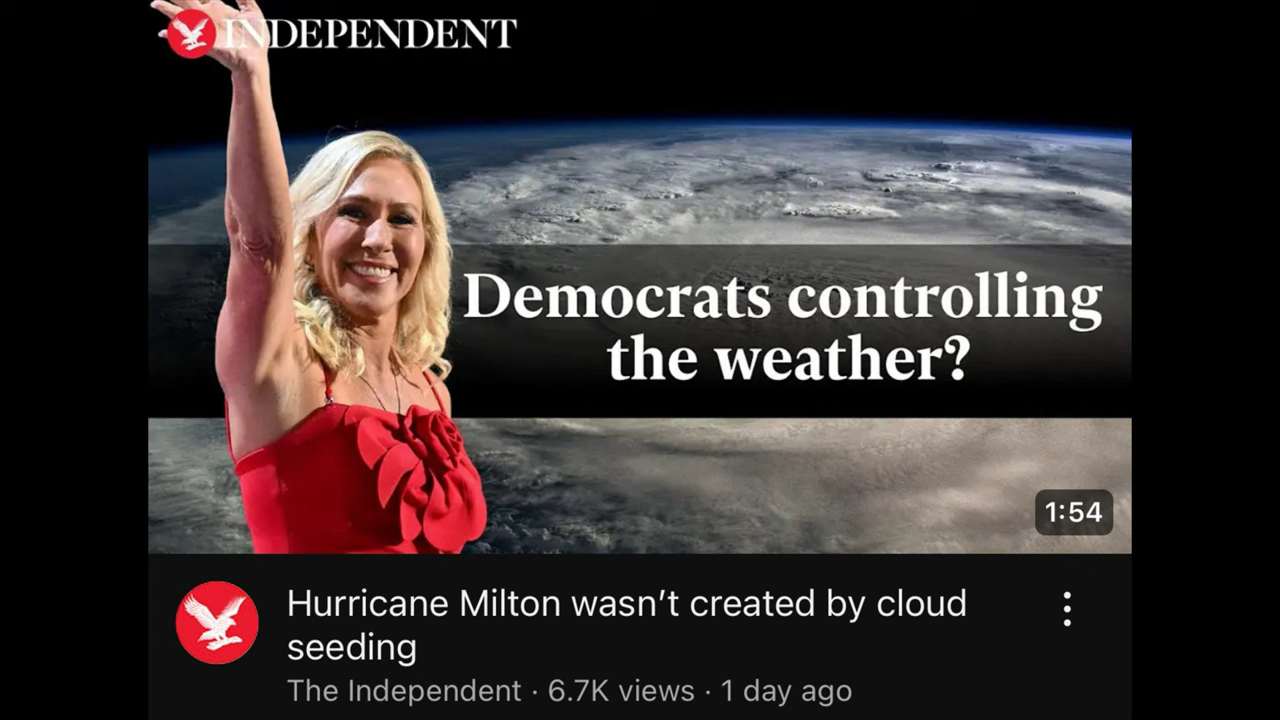 INDEPENDENT
Democrats controlling
the weather?
1:54
Hurricane Milton wasn’t created by cloud
seeding
The Independent · 6.7K views · 1 day ago